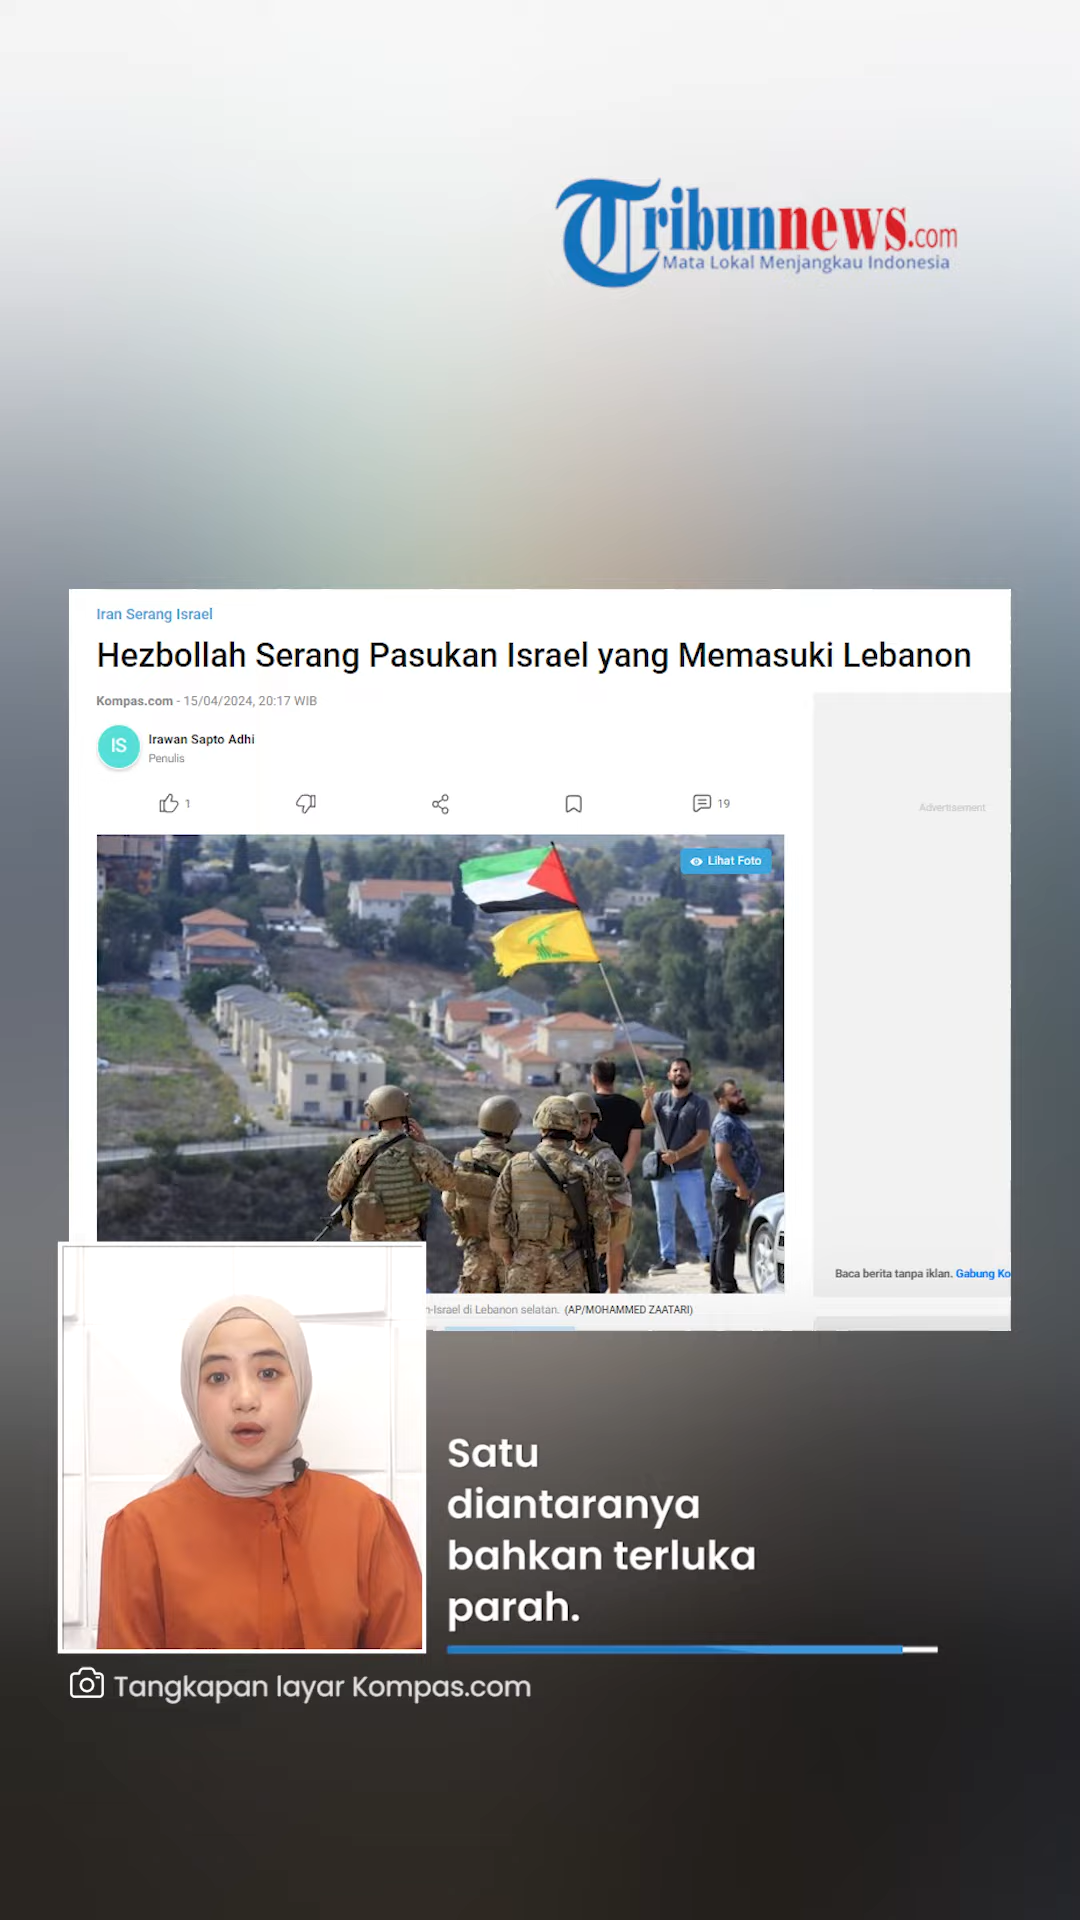 Tribunnews.com
Mata Lokal Menjangkau Indonesia
Iran Serang Israel
Hezbollah Serang Pasukan Israel yang Memasuki Lebanon
Kompas.com - 15/04/2024, 20:17 WIB
IS
Irawan Sapto Adhi
Penulis
1
19
Advertisement
Lihat Foto
Baca berita tanpa iklan. Gabung Ko
n-Israel di Lebanon selatan. (AP/MOHAMMED ZAATARI)
Satu
diantaranya
bahkan terluka
parah.
Tangkapan layar Kompas.com